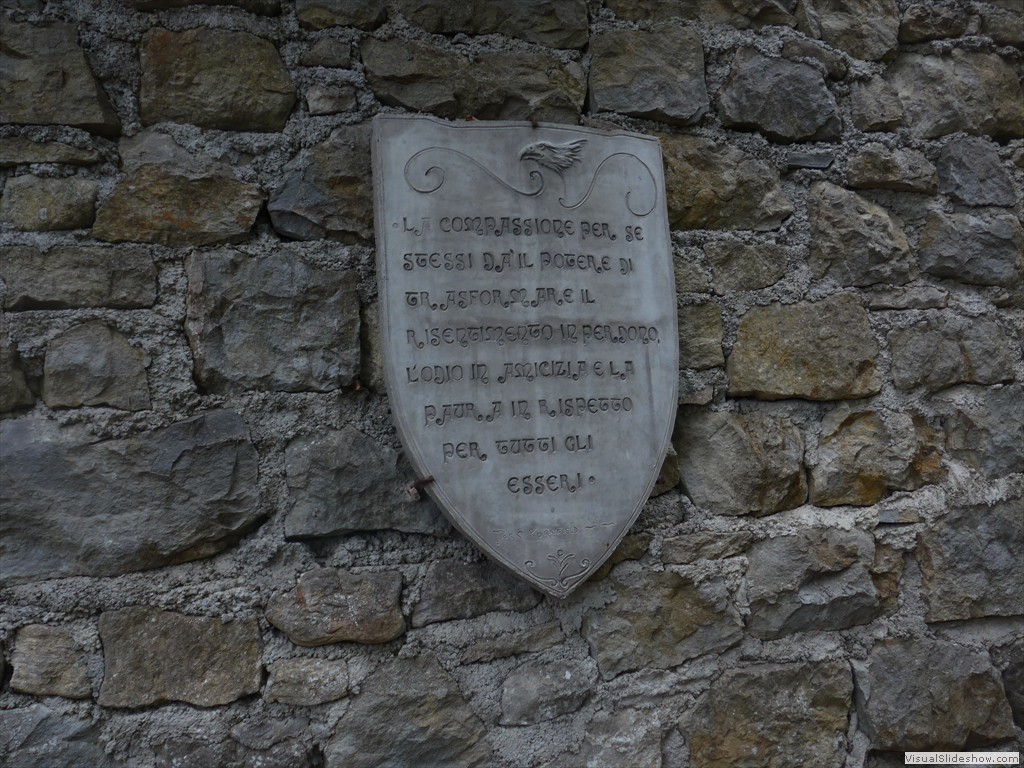 ·LA COMPASSIONE PER SE
STESSI DA'IL POTERE DI
TRASFORMARE IL
RISENTIMENTO IN PERDONO,
L'ODIO IN AMICIZIA E LA
PAURA IN RISPETTO
PER TUTTI GLI
ESSERI·
VisualSlideshow.com